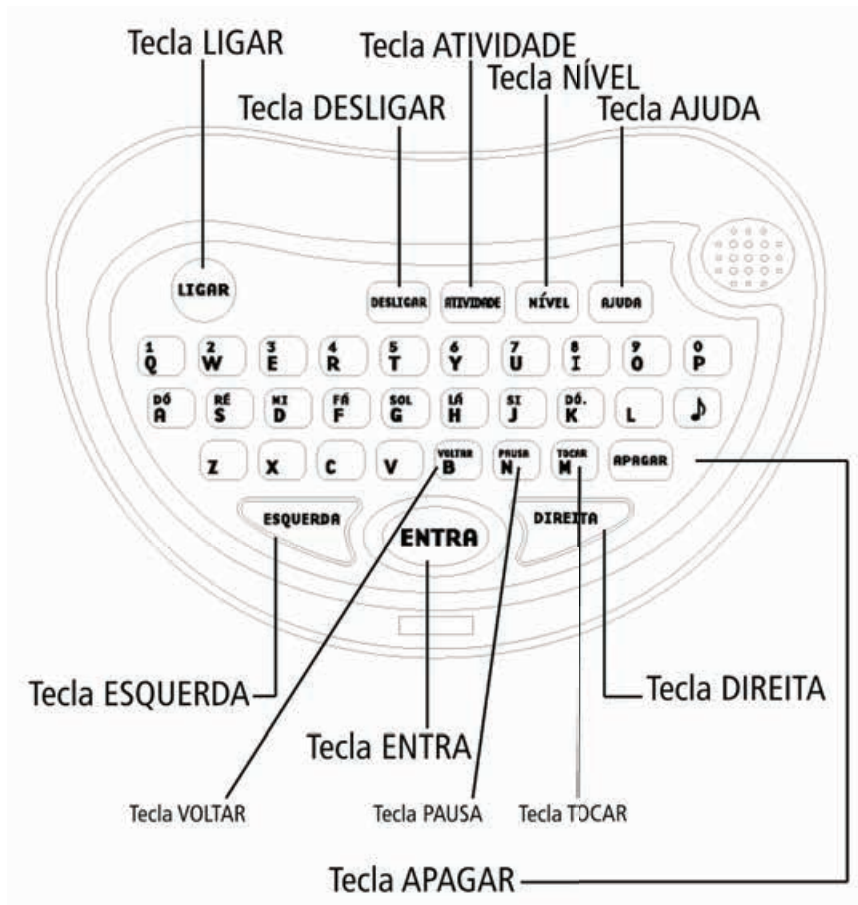 Tecla LIGAR
Tecla ATIVIDADE
Tecla NÍVEL
Tecla DESLIGAR
Tecla AJUDA
LIGAR
DESLIGAR ATIVIDADE NÍVEL AJUDA
1 2 3 4 5 6 7 8 9 0
Q W E R T Y U I O P
DÓ RÉ MI FÁ SOL LÁ SI DÓ.
A S D F G H J K L ♪
VOLTAR PAUSA TOCAR
Z X C V B N M APAGAR
ESQUERDA ENTRA DIREITA
Tecla ESQUERDA
Tecla DIREITA
Tecla ENTRA
Tecla VOLTAR
Tecla PAUSA
Tecla TOCAR
Tecla APAGAR